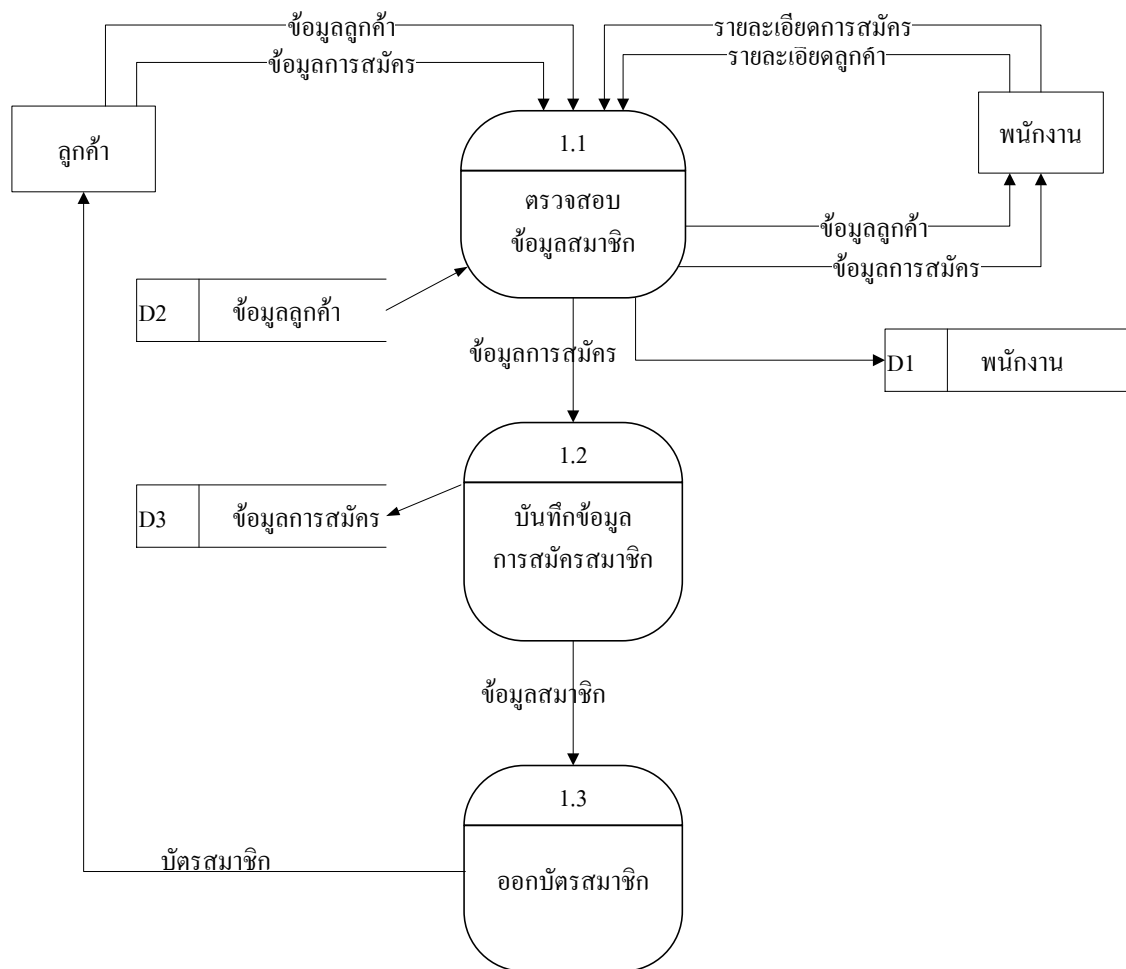 ข้อมูลลูกค้า
รายละเอียดการสมัคร
ข้อมูลการสมัคร
รายละเอียดลูกค้า
ลูกค้า
1.1
พนักงาน
ตรวจสอบ
ข้อมูลสมาชิก
ข้อมูลลูกค้า
ข้อมูลการสมัคร
D2
ข้อมูลลูกค้า
ข้อมูลการสมัคร
D1
พนักงาน
1.2
D3
ข้อมูลการสมัคร
บันทึกข้อมูล
การสมัครสมาชิก
ข้อมูลสมาชิก
1.3
บัตรสมาชิก
ออกบัตรสมาชิก